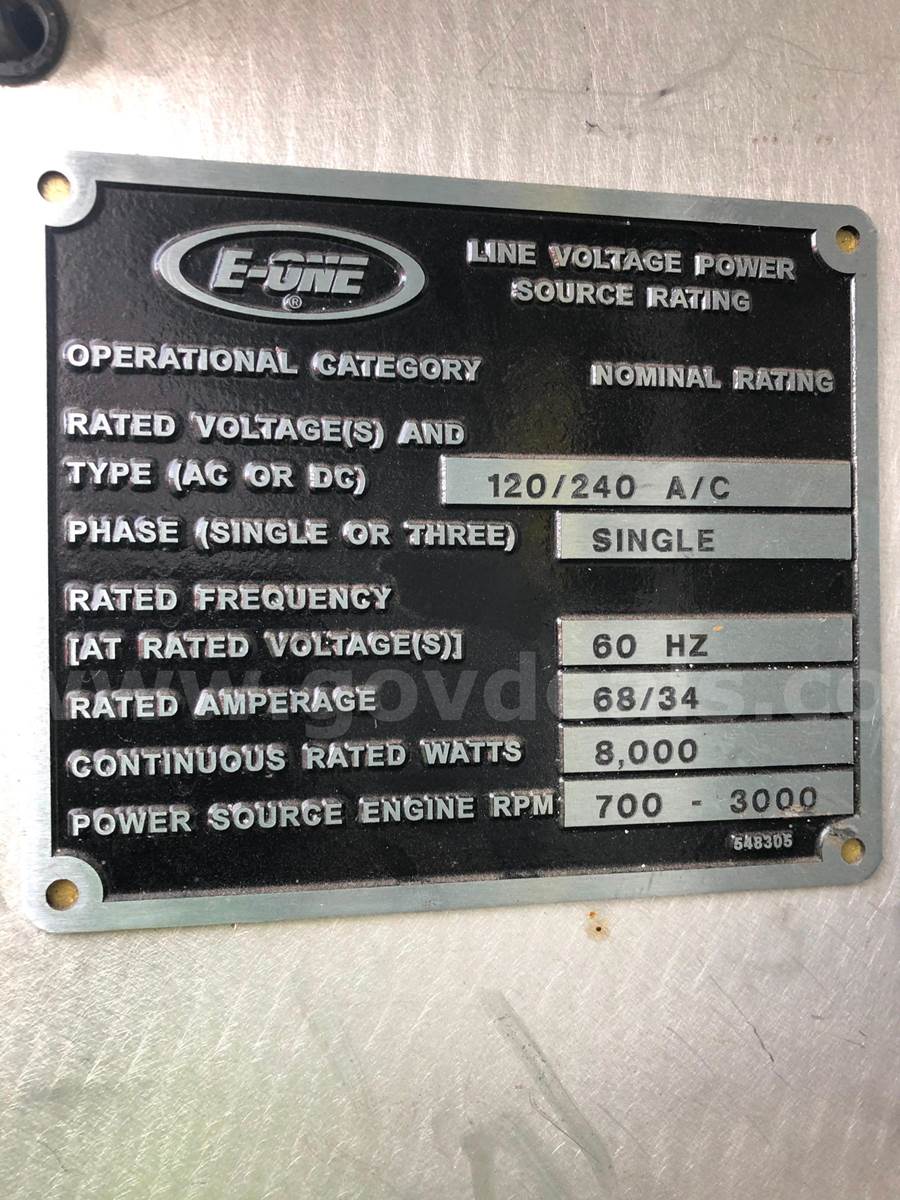 E-ONE
®
LINE VOLTAGE POWER
SOURCE RATING
OPERATIONAL CATEGORY NOMINAL RATING
RATED VOLTAGE(S) AND
TYPE (AC OR DC) 120/240 A/C
PHASE (SINGLE OR THREE) SINGLE
RATED FREQUENCY
[AT RATED VOLTAGE(S)] 60 HZ
RATED AMPERAGE 68/34
CONTINUOUS RATED WATTS 8,000
POWER SOURCE ENGINE RPM 700 - 3000
548305